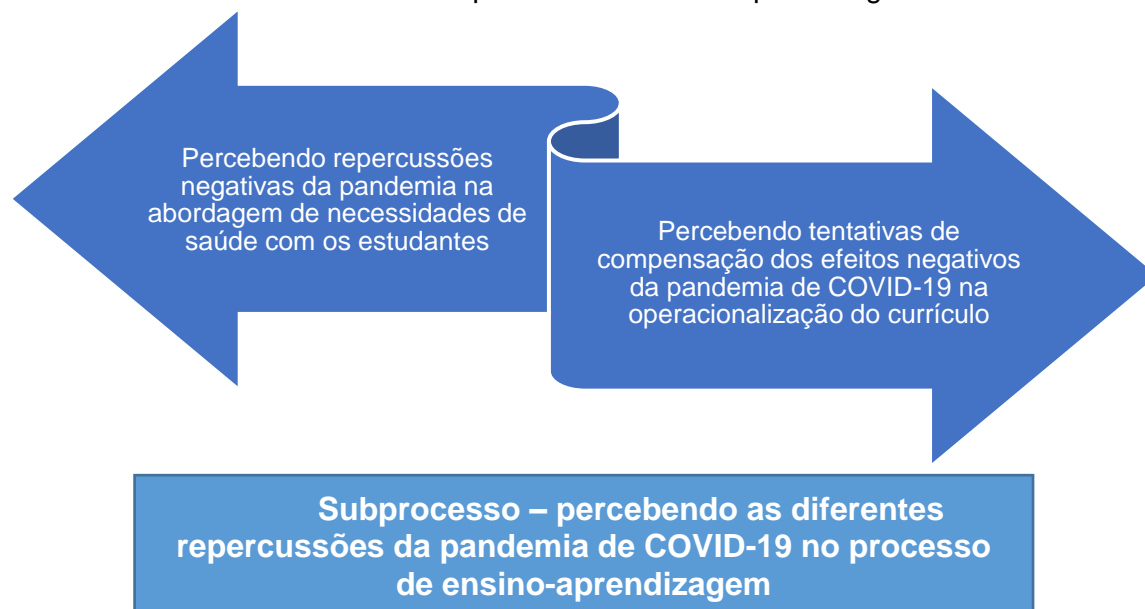 Percebendo repercussões
negativas da pandemia na
abordagem de necessidades de
saúde com os estudantes
Percebendo tentativas de
compensação dos efeitos negativos
da pandemia de COVID-19 na
operacionalização do currículo
Subprocesso – percebendo as diferentes
repercussões da pandemia de COVID-19 no processo
de ensino-aprendizagem